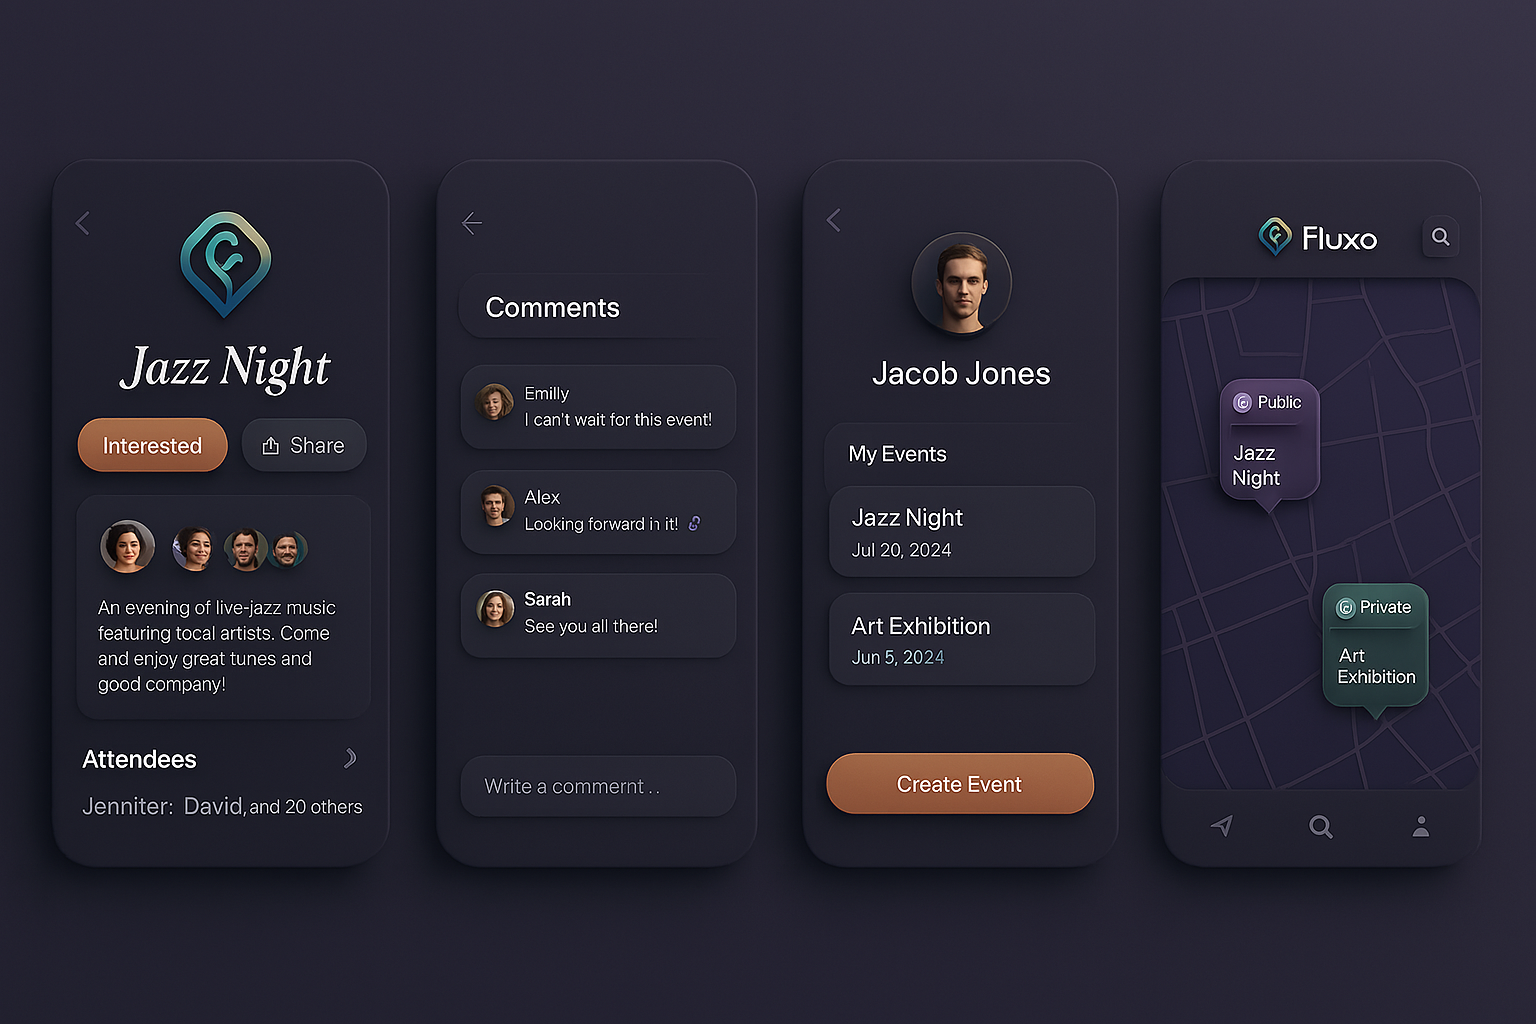 Jazz Night
Interested
Share
An evening of live-jazz music
featuring tocal artists. Come
and enjoy great tunes and
good company!
Attendees
Jenniter: David, and 20 others
Comments
Emilly
I can't wait for this event!
Alex
Looking forward in it!
Sarah
See you all there!
Write a commernt . .
Jacob Jones
My Events
Jazz Night
Jul 20, 2024
Art Exhibition
Jun 5, 2024
Create Event
Fluxo
Public
Jazz
Night
Private
Art
Exhibition